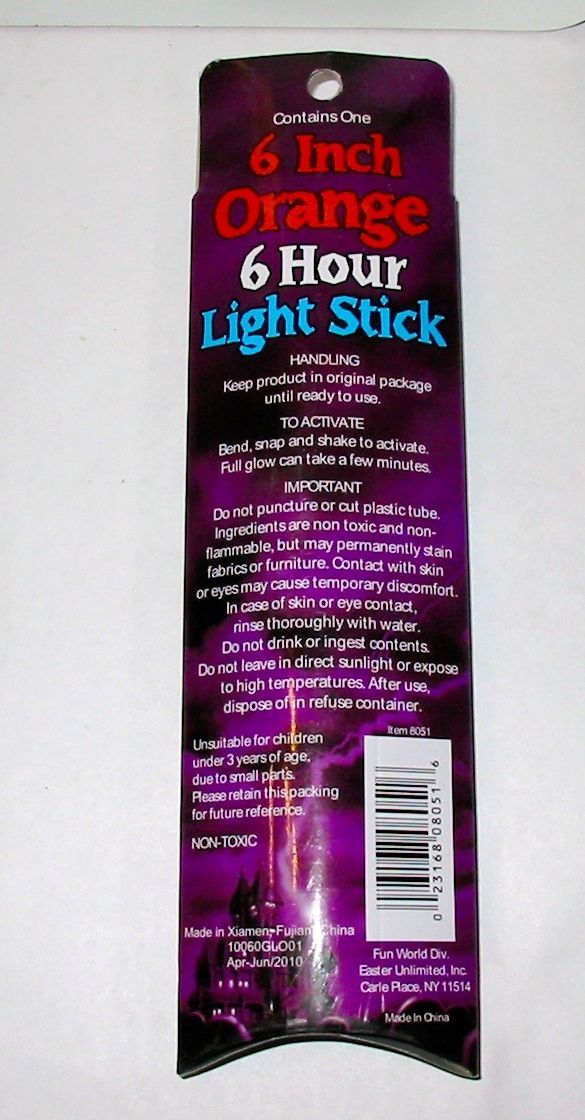 Contains One
6 Inch
Orange
6 Hour
Light Stick
HANDLING
Keep product in original package
until ready to use.
TO ACTIVATE
Bend, snap and shake to activate.
Full glow can take a few minutes.
IMPORTANT
Do not puncture or cut plastic tube.
Ingredients are non toxic and non-
flammable, but may permanently stain
fabrics or furniture. Contact with skin
or eyes may cause temporary discomfort.
In case of skin or eye contact,
rinse thoroughly with water.
Do not drink or ingest contents.
Do not leave in direct sunlight or expose
to high temperatures. After use,
dispose of in refuse container.
Unsuitable for children
under 3 years of age,
due to small parts.
Please retain this packing
for future reference.
NON-TOXIC
Made in Xiamen, Fujian China
10060GLO01
Apr-Jun/2010
Item 8051
0 23168 08051 6
Fun World Div.
Easter Unlimited, Inc.
Carle Place, NY 11514
Made In China